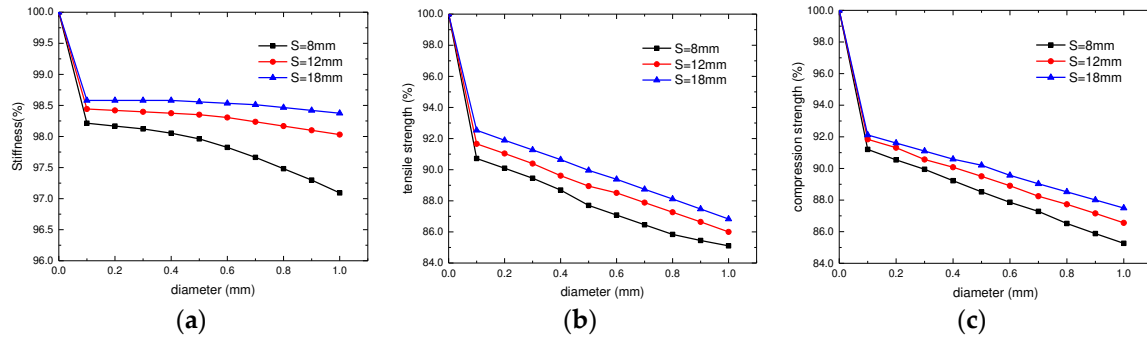 100.0
99.5
99.0
98.5
98.0
97.5
97.0
96.5
96.0
Stiffness(%)
S=8mm
S=12mm
S=18mm
0.0 0.2 0.4 0.6 0.8 1.0
diameter (mm)
(a)
100.0
98.0
96.0
94.0
92.0
90.0
88.0
86.0
84.0
tensile strength (%)
S=8mm
S=12mm
S=18mm
0.0 0.2 0.4 0.6 0.8 1.0
diameter (mm)
(b)
100.0
98.0
96.0
94.0
92.0
90.0
88.0
86.0
84.0
compression strength (%)
S=8mm
S=12mm
S=18mm
0.0 0.2 0.4 0.6 0.8 1.0
diameter (mm)
(c)